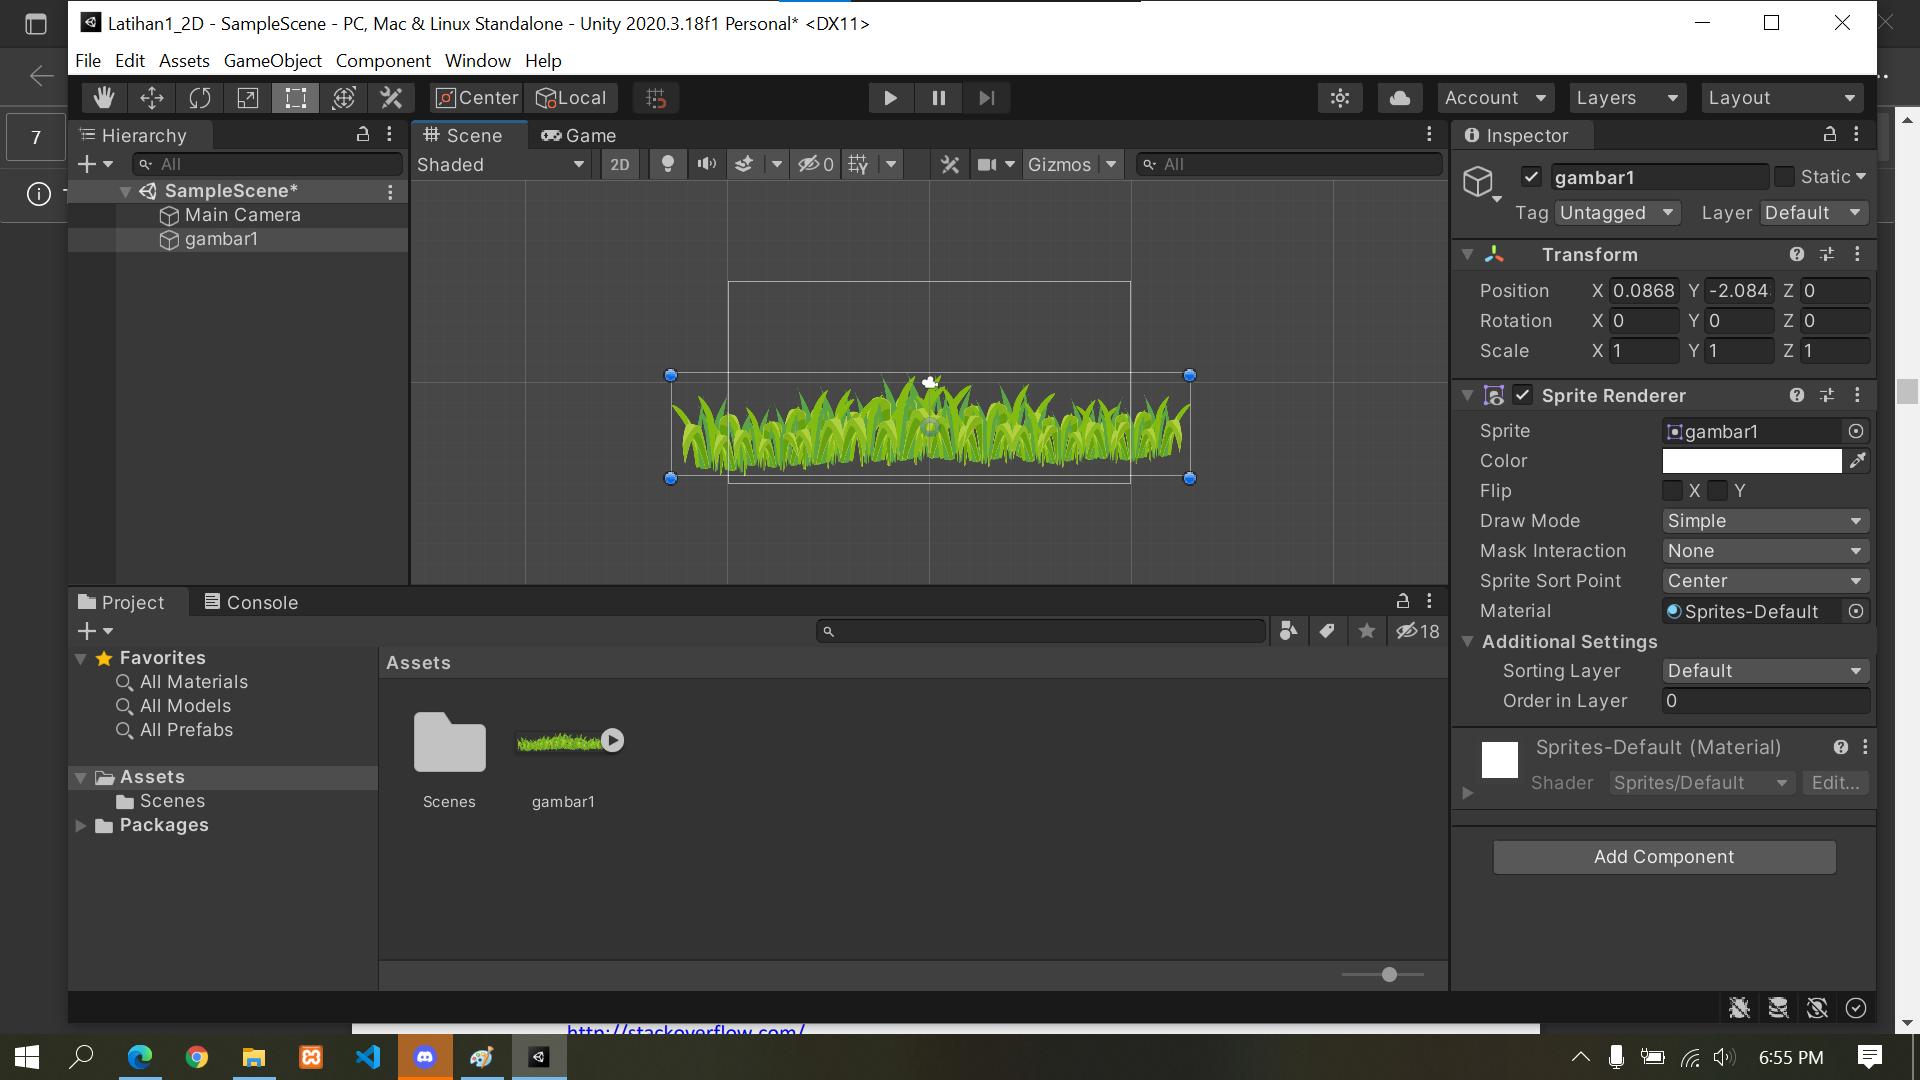 Latihan1_2D - SampleScene - PC, Mac & Linux Standalone - Unity 2020.3.18f1 Personal* <DX11>
File Edit Assets GameObject Component Window Help
Center Local Account Layers Layout
7
Hierarchy
All
SampleScene*
Main Camera
gambar1
Scene Game
Shaded 2D 0 Gizmos All
Inspector
gambar1 Static
Tag Untagged Layer Default
Transform
Position X 0.0868 Y -2.084 Z 0
Rotation X 0 Y 0 Z 0
Scale X 1 Y 1 Z 1
Sprite Renderer
Sprite gambar1
Color
Flip X Y
Draw Mode Simple
Mask Interaction None
Sprite Sort Point Center
Material Sprites-Default
Additional Settings
Sorting Layer Default
Order in Layer 0
Sprites-Default (Material)
Shader Sprites/Default Edit...
Add Component
Project Console
18
Favorites
All Materials
All Models
All Prefabs
Assets
Scenes
Packages
Assets
Scenes gambar1
http://stackoverflow.com/
6:55 PM